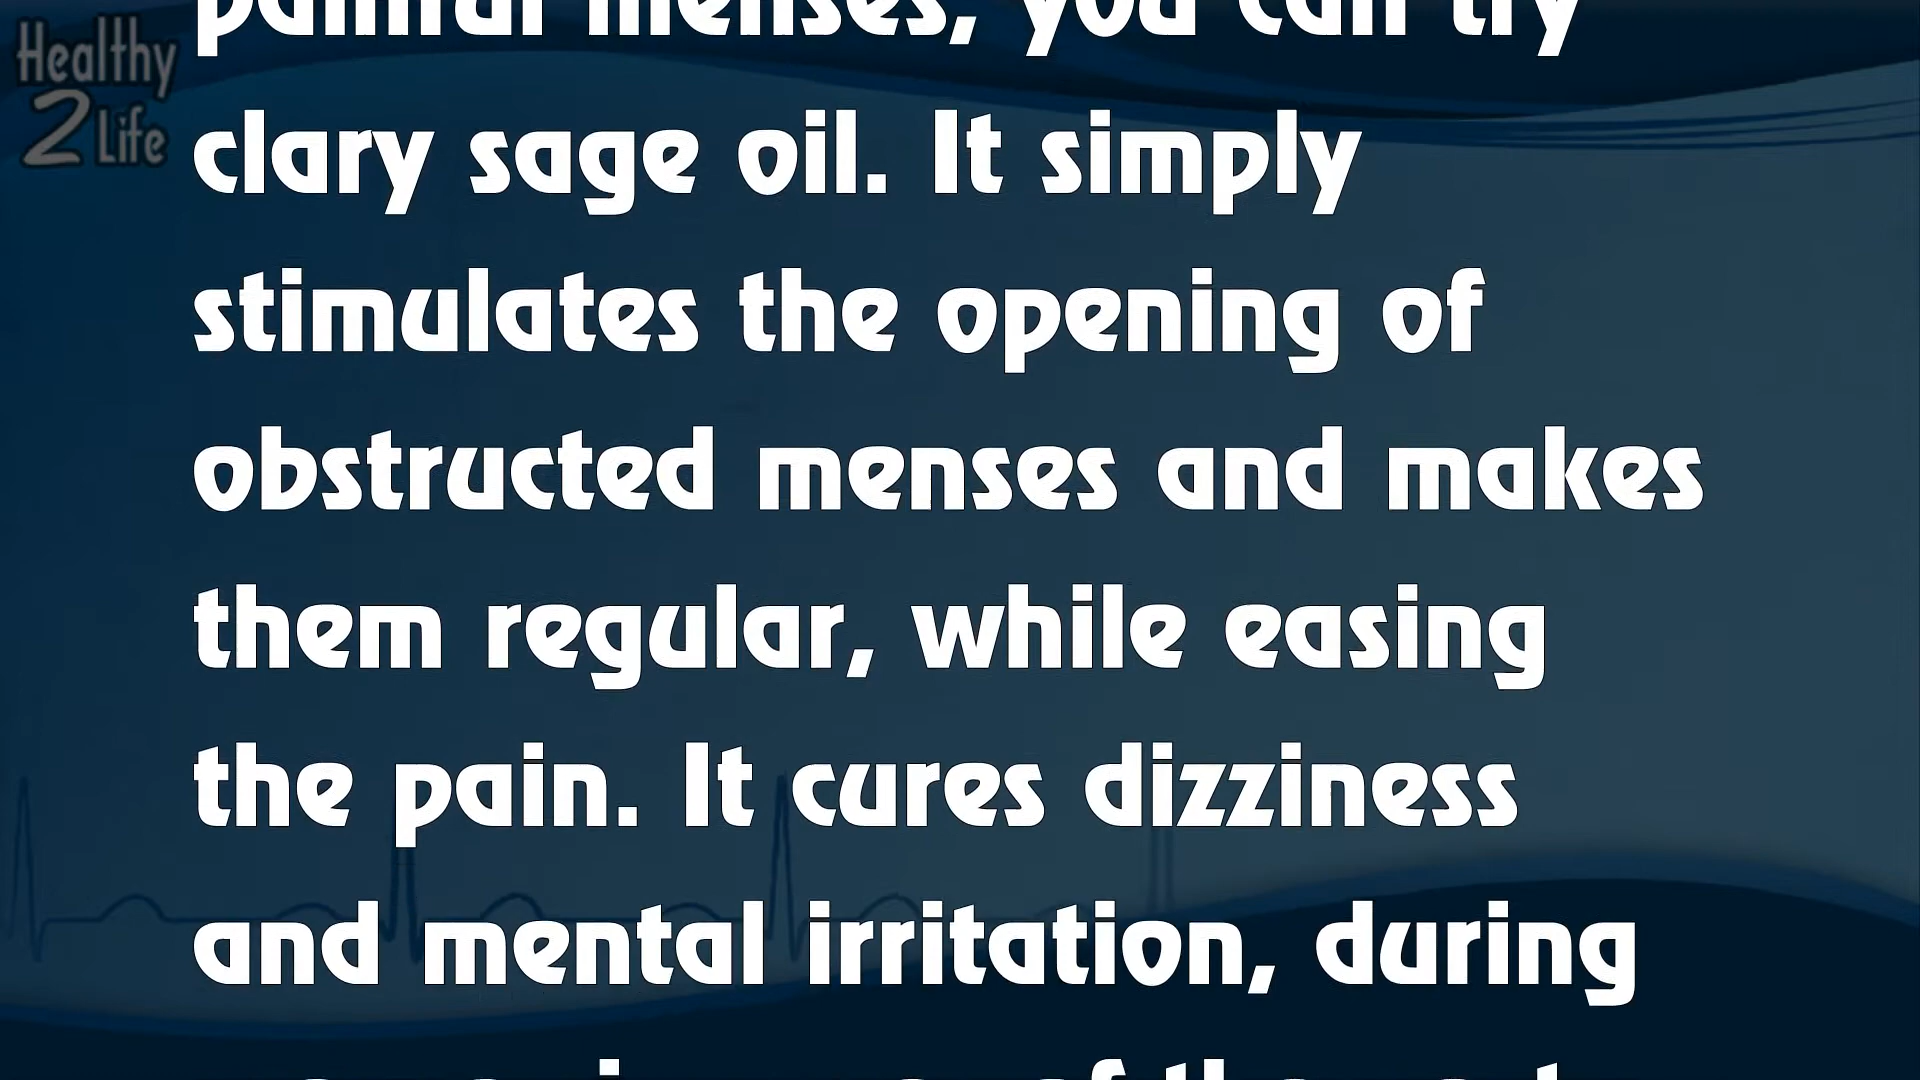 Healthy
2 Life
painful menses, you can try
clary sage oil. It simply
stimulates the opening of
obstructed menses and makes
them regular, while easing
the pain. It cures dizziness
and mental irritation, during